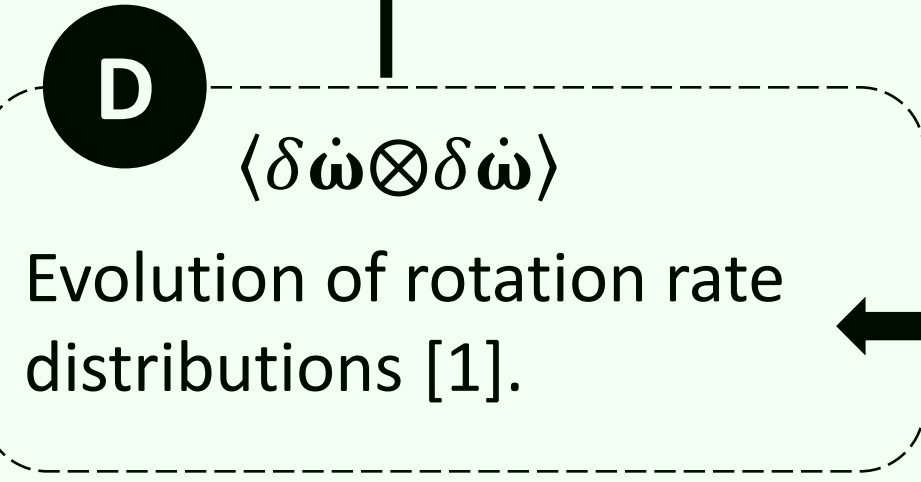 D
⟨δω̇⊗δω̇⟩
Evolution of rotation rate
distributions [1].